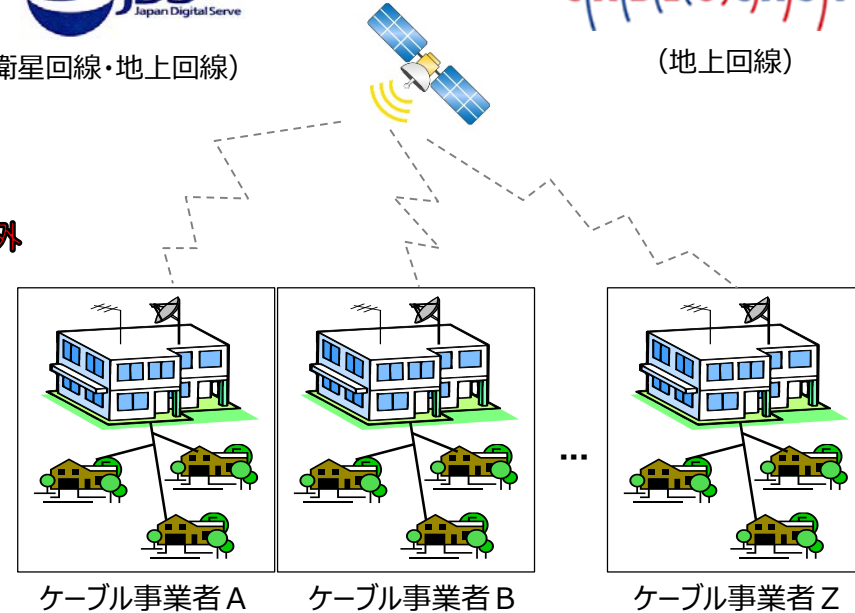 Japan Digital Serve
衛星回線・地上回線）
（地上回線）
外
...
ケーブル事業者A
ケーブル事業者B
ケーブル事業者Z